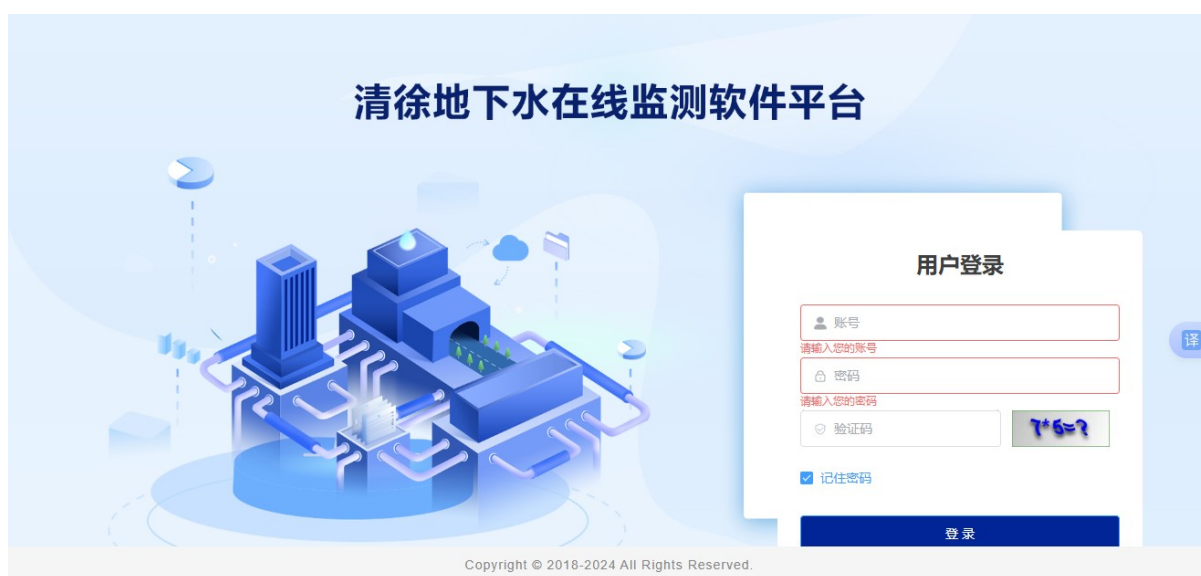 清徐地下水在线监测软件平台
用户登录
账号
请输入您的账号
密码
请输入您的密码
验证码
7*5=?
记住密码
登录
译
Copyright © 2018-2024 All Rights Reserved.